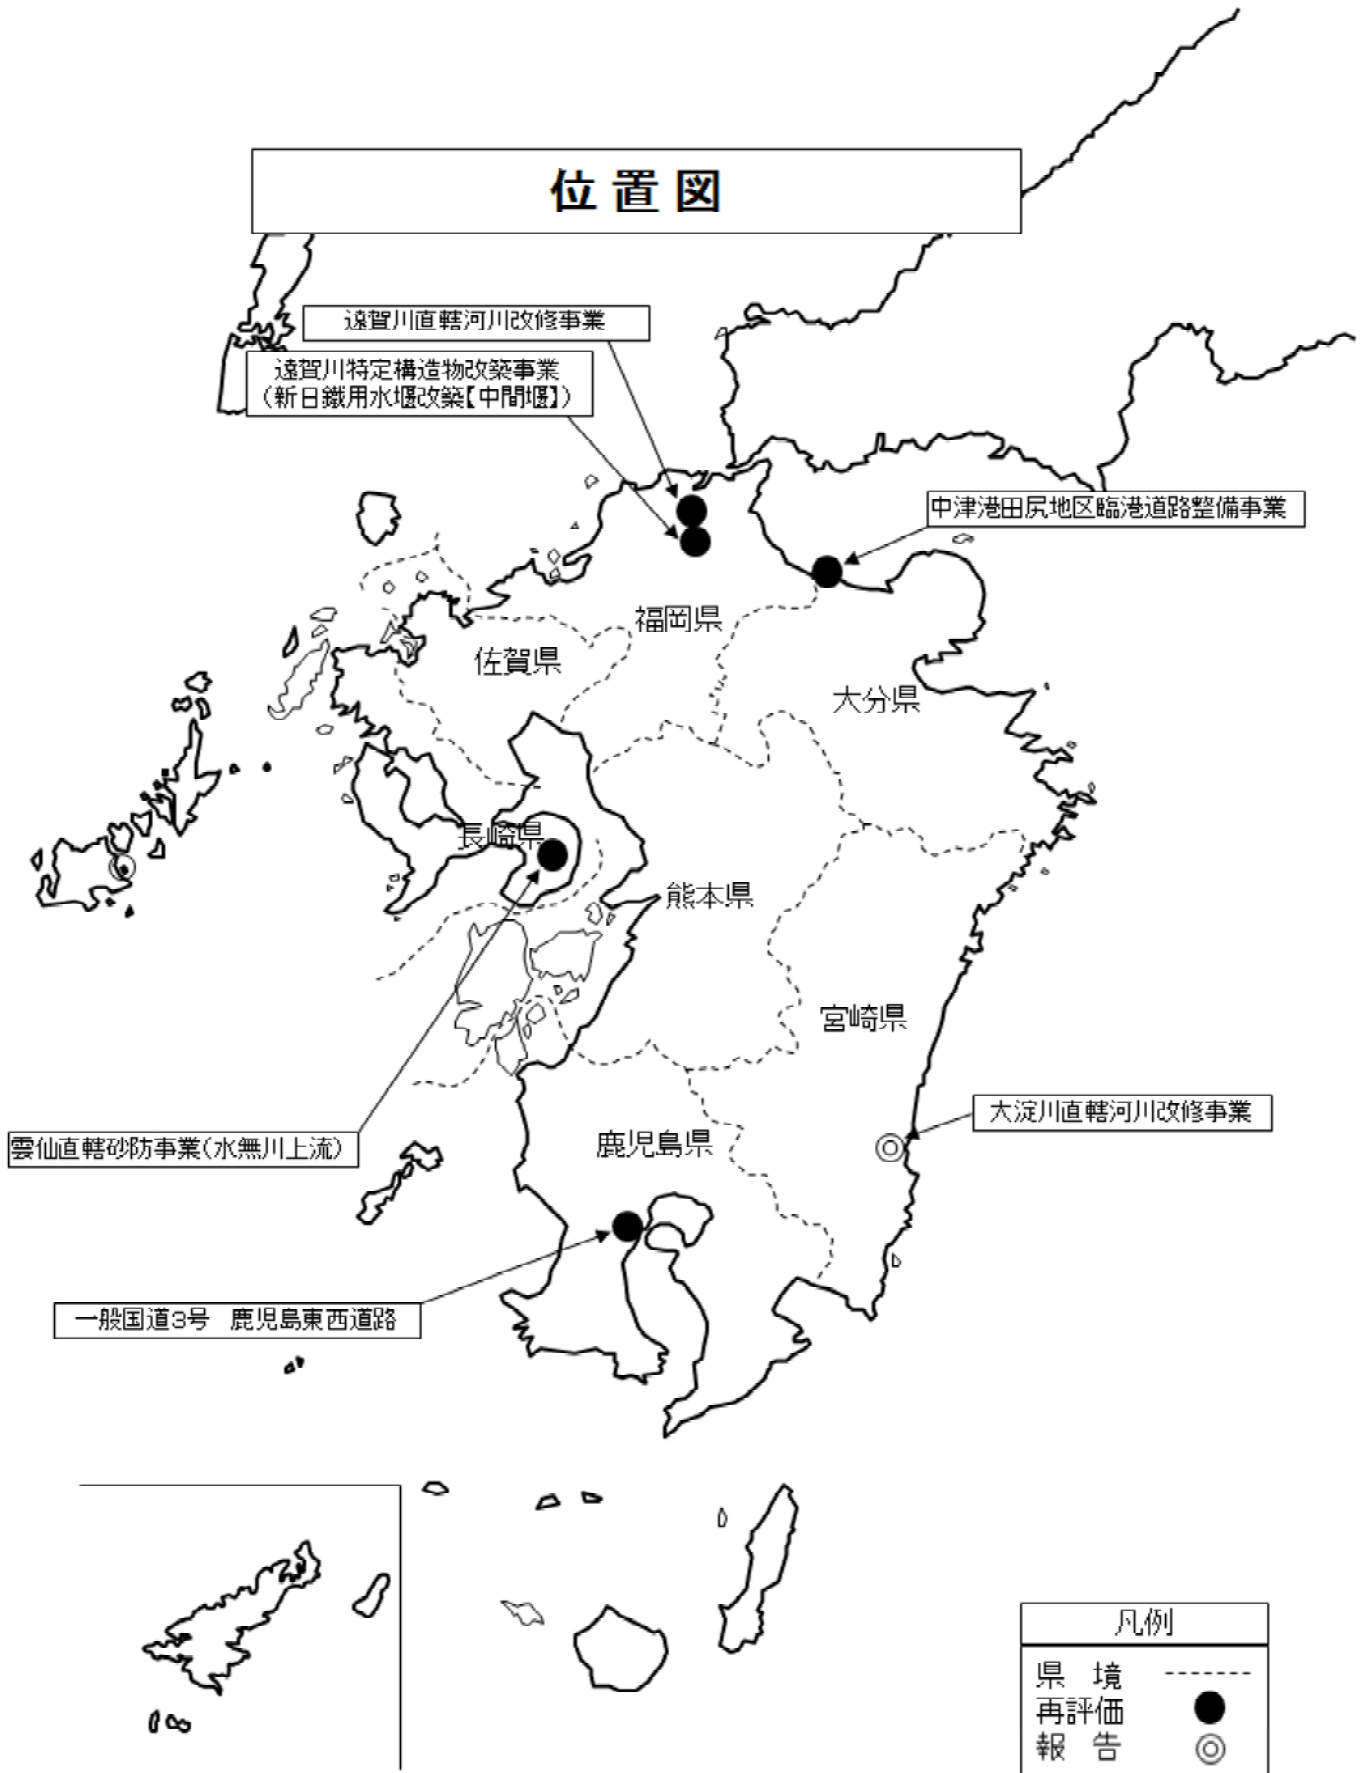 位置図
遠賀川直轄河川改修事業
遠賀川特定構造物改築事業
(新日鐵用水堰改築【中間堰】)
中津港田尻地区臨港道路整備事業
福岡県
佐賀県
大分県
長崎県
熊本県
宮崎県
大淀川直轄河川改修事業
鹿児島県
雲仙直轄砂防事業(水無川上流)
一般国道3号 鹿児島東西道路
凡例
県 境
再評価
報 告